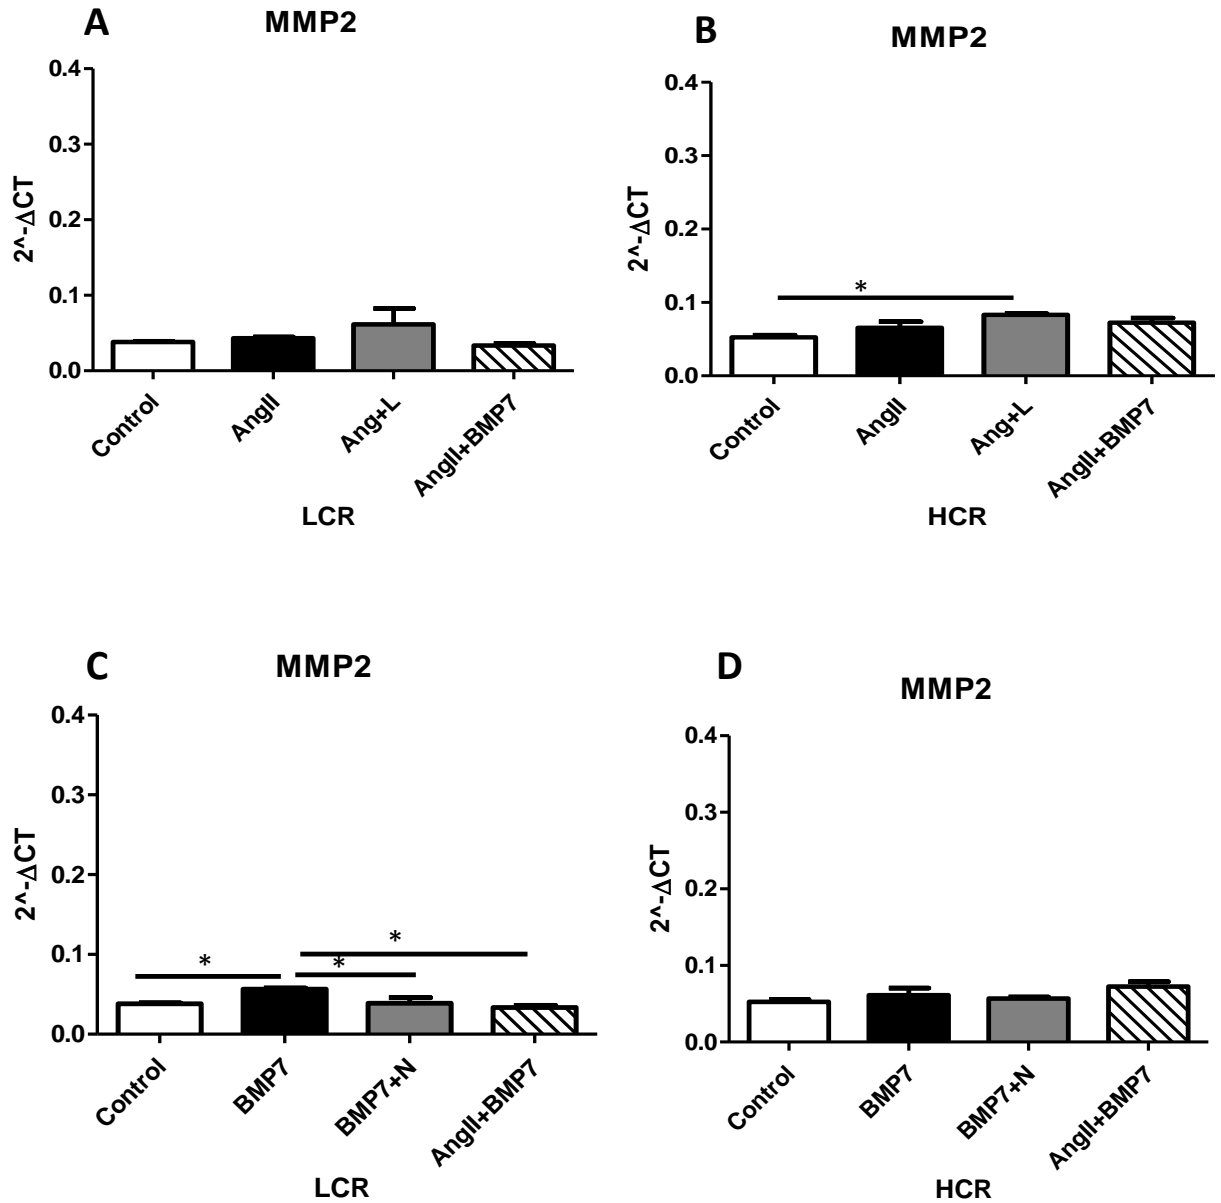 A
MMP2
0.4
0.3
0.2
0.1
0.0
2^-ΔCT
Control
AngII
Ang+L
AngII+BMP7
LCR
B
MMP2
0.4
0.3
0.2
0.1
0.0
2^-ΔCT
*
Control
AngII
Ang+L
AngII+BMP7
HCR
C
MMP2
0.4
0.3
0.2
0.1
0.0
2^-ΔCT
*
*
*
Control
BMP7
BMP7+N
AngII+BMP7
LCR
D
MMP2
0.4
0.3
0.2
0.1
0.0
2^-ΔCT
Control
BMP7
BMP7+N
AngII+BMP7
HCR